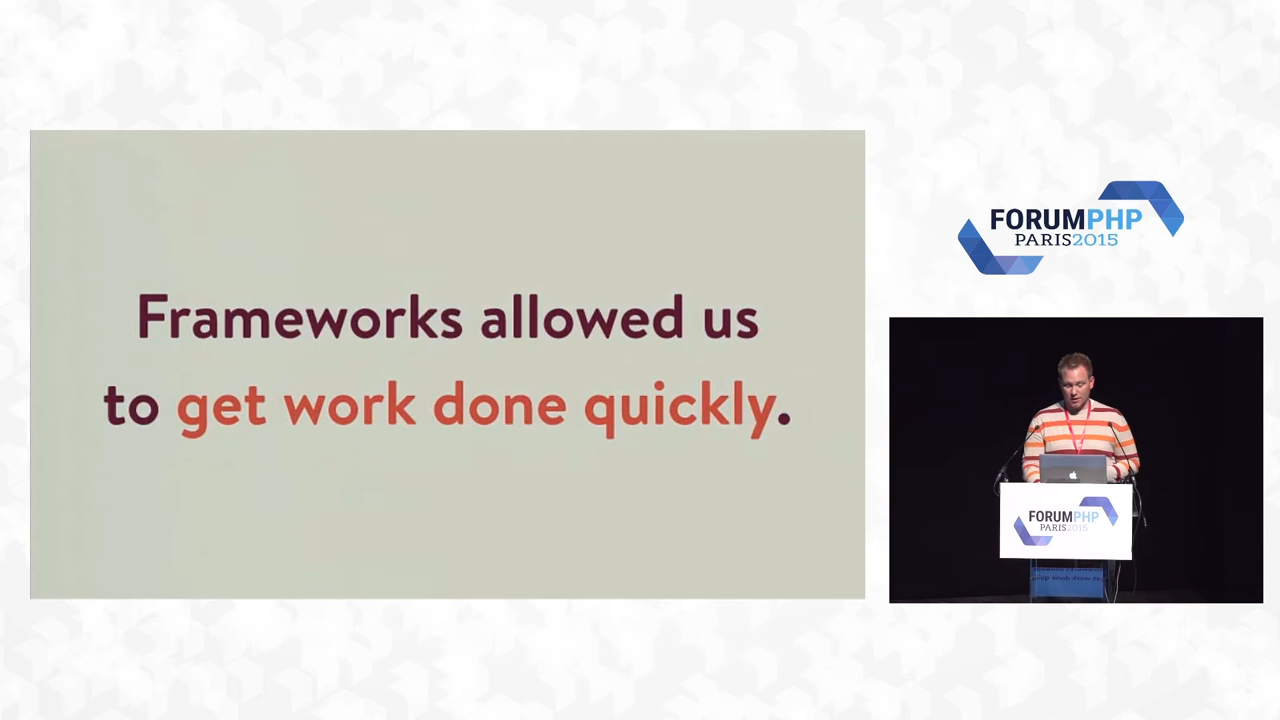 Frameworks allowed us
to get work done quickly.
FORUMPHP
PARIS2015
FORUMPHP
PARIS2015